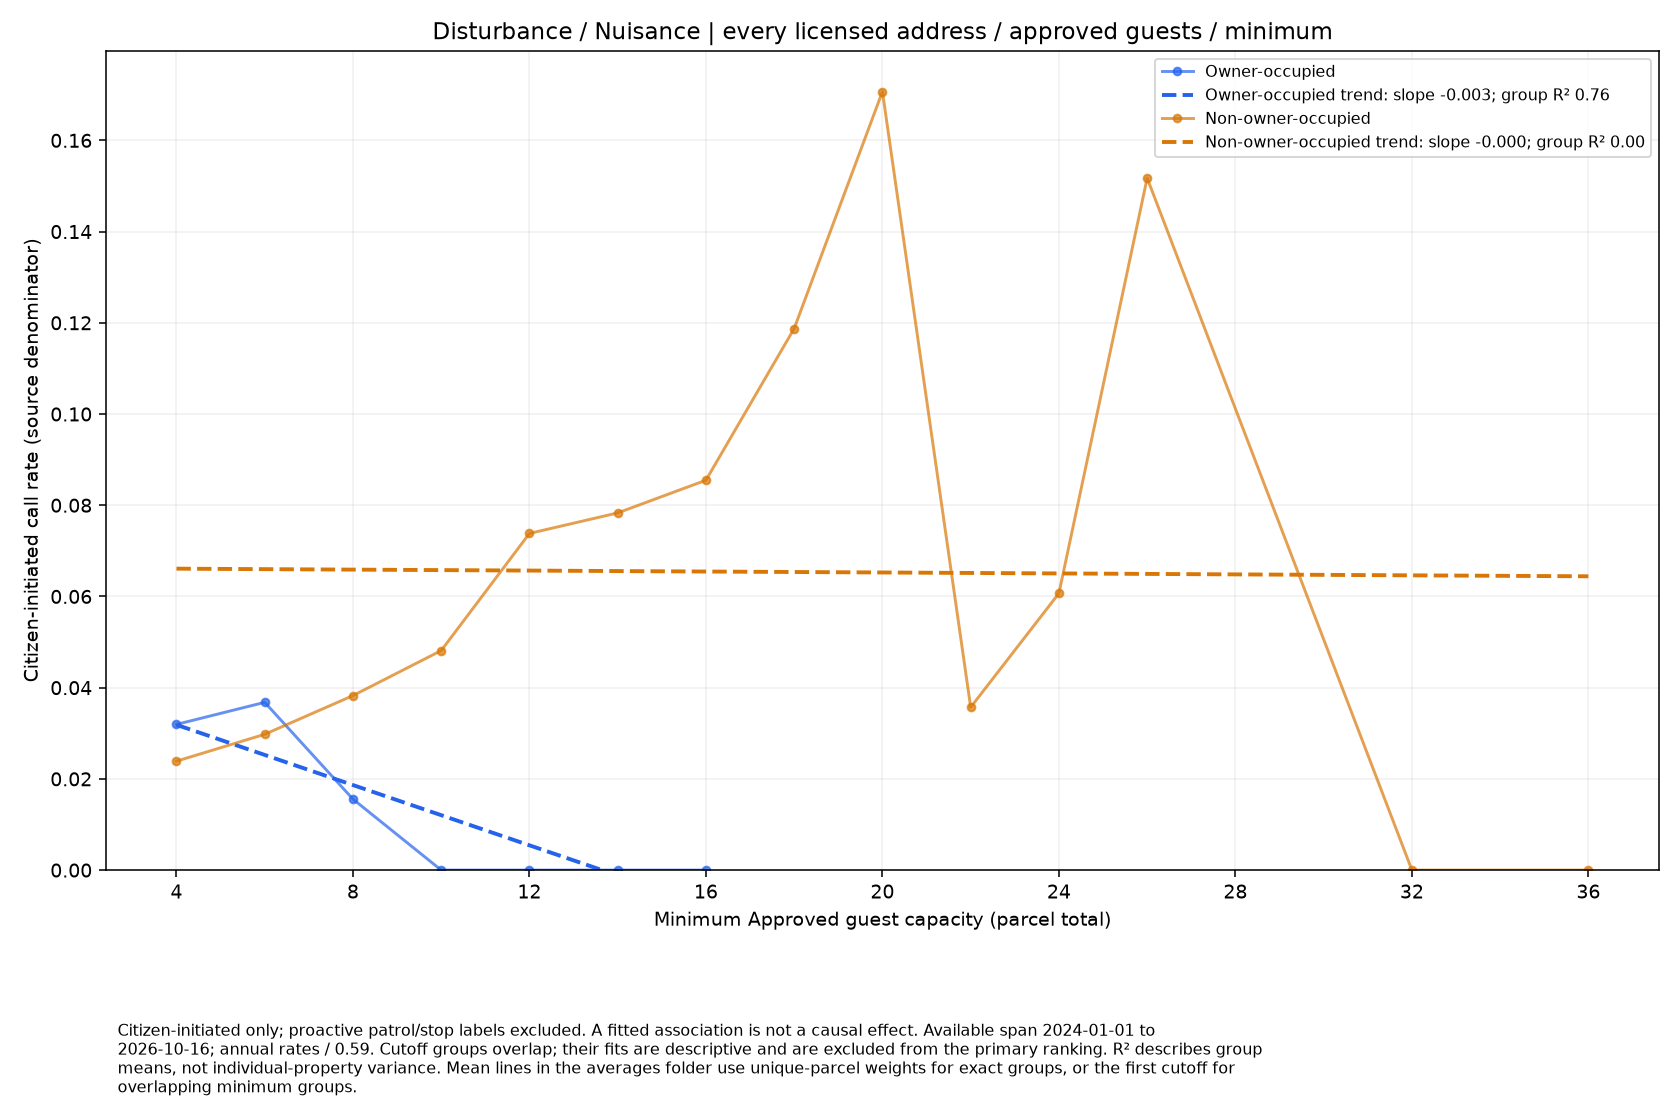 Disturbance / Nuisance | every licensed address / approved guests / minimum
Owner-occupied
Owner-occupied trend: slope -0.003; group R² 0.76
Non-owner-occupied
Non-owner-occupied trend: slope -0.000; group R² 0.00
Citizen-initiated call rate (source denominator)
0.16
0.14
0.12
0.10
0.08
0.06
0.04
0.02
0.00
4 8 12 16 20 24 28 32 36
Minimum Approved guest capacity (parcel total)
Citizen-initiated only; proactive patrol/stop labels excluded. A fitted association is not a causal effect. Available span 2024-01-01 to
2026-10-16; annual rates / 0.59. Cutoff groups overlap; their fits are descriptive and are excluded from the primary ranking. R² describes group
means, not individual-property variance. Mean lines in the averages folder use unique-parcel weights for exact groups, or the first cutoff for
overlapping minimum groups.